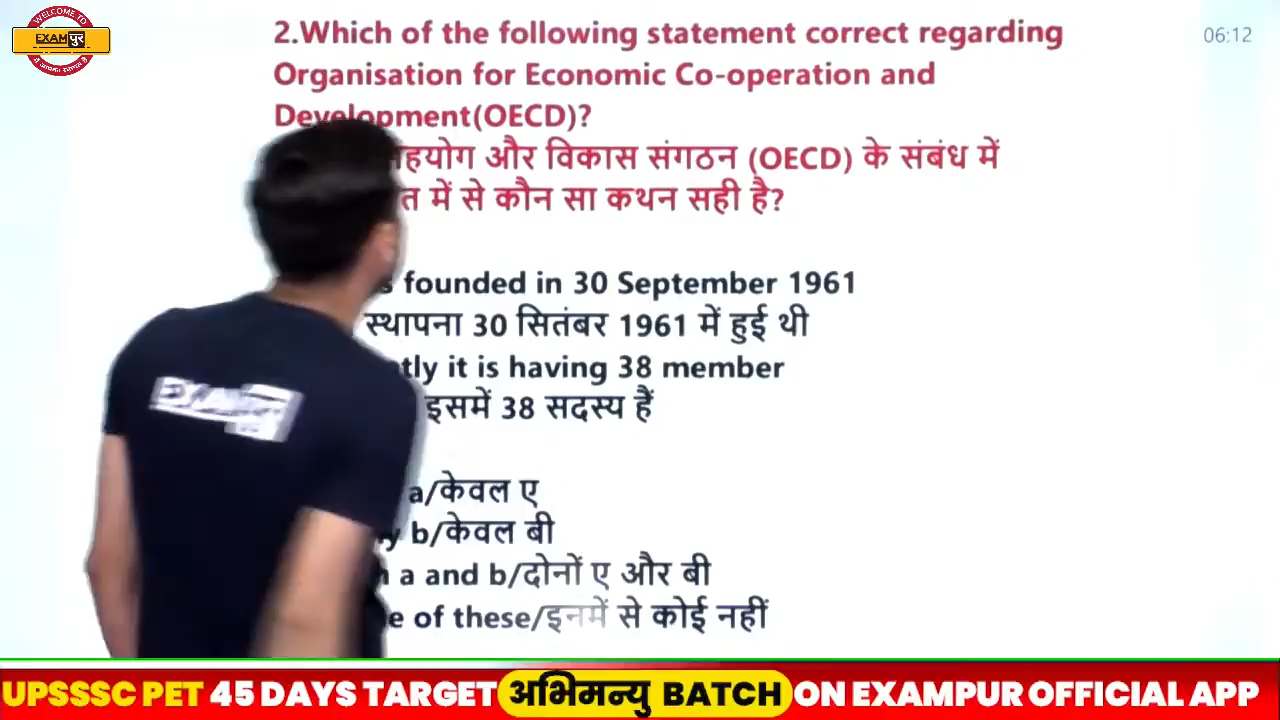 WELCOME TO
EXAMपुर
06:12
2.Which of the following statement correct regarding
Organisation for Economic Co-operation and
Development(OECD)?
और विकास संगठन (OECD) के संबंध में
में से कौन सा कथन सही है?
founded in 30 September 1961
स्थापना 30 सितंबर 1961 में हुई थी
it is having 38 member
इसमें 38 सदस्य हैं
a/केवल ए
b/केवल बी
a and b/दोनों ए और बी
of these/इनमें से कोई नहीं
UPSSSC PET 45 DAYS TARGET अभिमन्यु BATCH ON EXAMPUR OFFICIAL APP